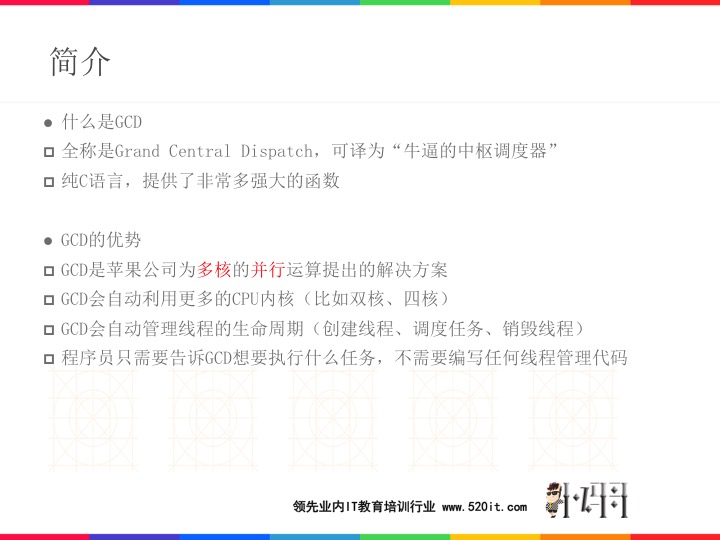 简介
什么是GCD
全称是Grand Central Dispatch，可译为“牛逼的中枢调度器”
纯C语言，提供了非常多强大的函数
GCD的优势
GCD是苹果公司为多核的并行运算提出的解决方案
GCD会自动利用更多的CPU内核（比如双核、四核）
GCD会自动管理线程的生命周期（创建线程、调度任务、销毁线程）
程序员只需要告诉GCD想要执行什么任务，不需要编写任何线程管理代码
领先业内IT教育培训行业 www.520it.com
小码哥